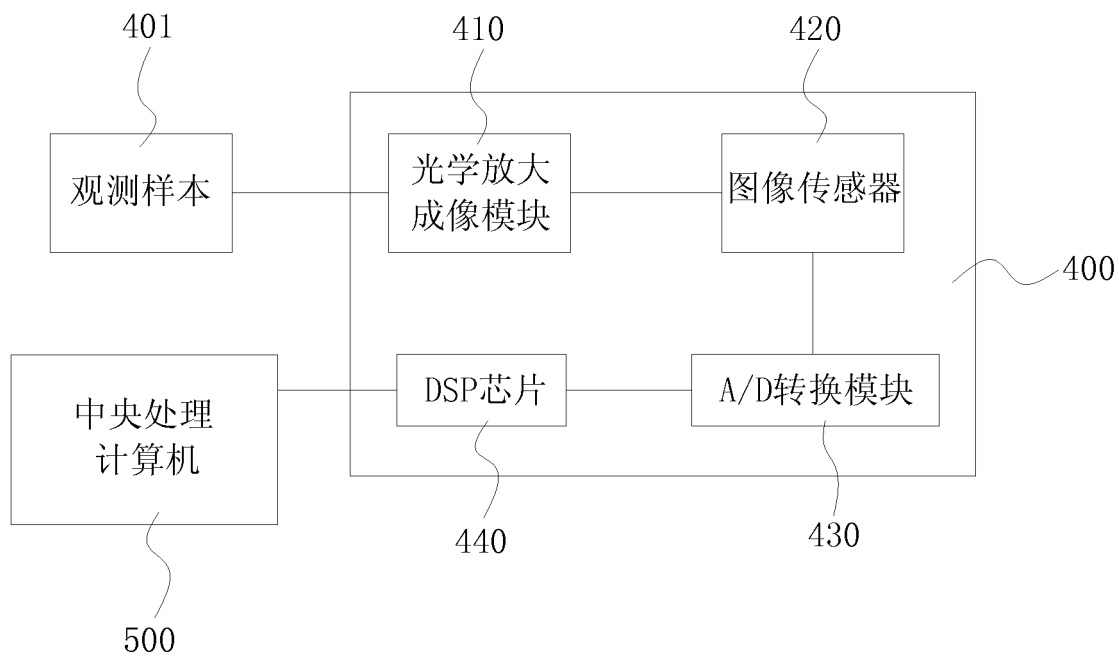 401
410
420
观测样本
光学放大
成像模块
图像传感器
400
中央处理
计算机
DSP芯片
A/D转换模块
440
430
500